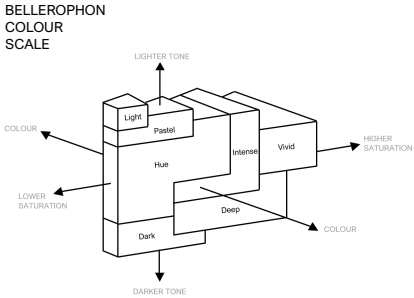 BELLEROPHON
COLOUR
SCALE
LIGHTER TONE
Light
Pastel
COLOUR
HIGHER
SATURATION
Hue
Intense
Vivid
LOWER
SATURATION
Deep
COLOUR
Dark
DARKER TONE